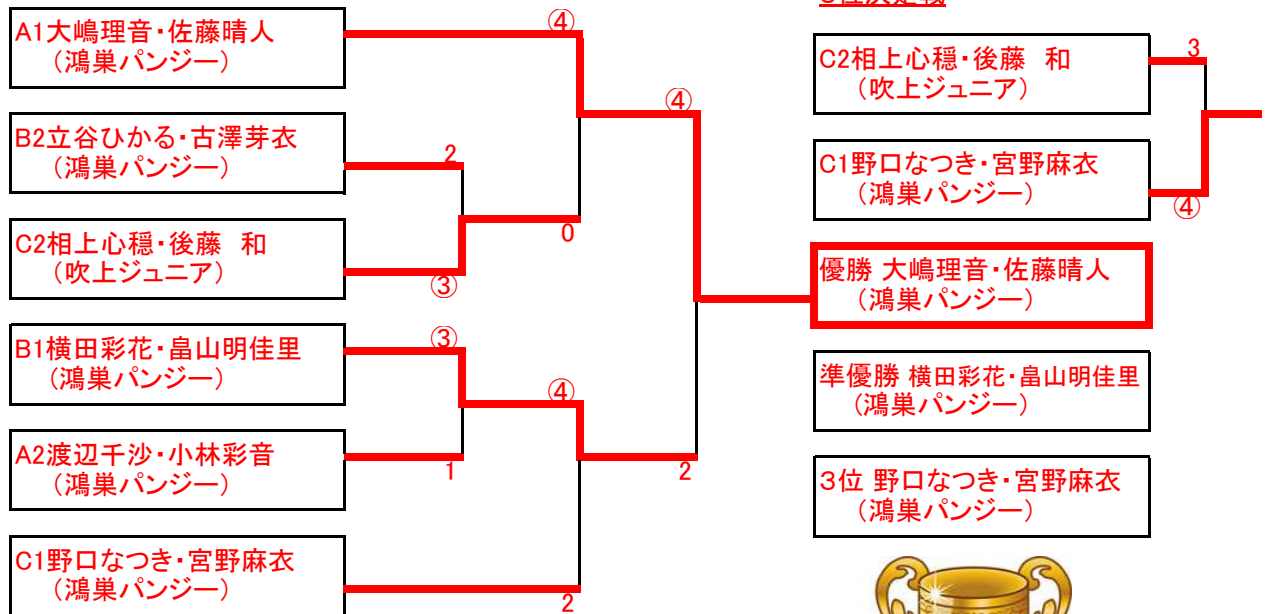 A1大嶋理音・佐藤晴人
(鴻巣パンジー)
B2立谷ひかる・古澤芽衣
(鴻巣パンジー)
C2相上心穏・後藤　和
(吹上ジュニア)
B1横田彩花・畠山明佳里
(鴻巣パンジー)
A2渡辺千沙・小林彩音
(鴻巣パンジー)
C1野口なつき・宮野麻衣
(鴻巣パンジー)
④
2
0
③
③
④
1
2
④
2
C2相上心穏・後藤　和
(吹上ジュニア)
C1野口なつき・宮野麻衣
(鴻巣パンジー)
3
④
優勝 大嶋理音・佐藤晴人
(鴻巣パンジー)
準優勝 横田彩花・畠山明佳里
(鴻巣パンジー)
3位 野口なつき・宮野麻衣
(鴻巣パンジー)